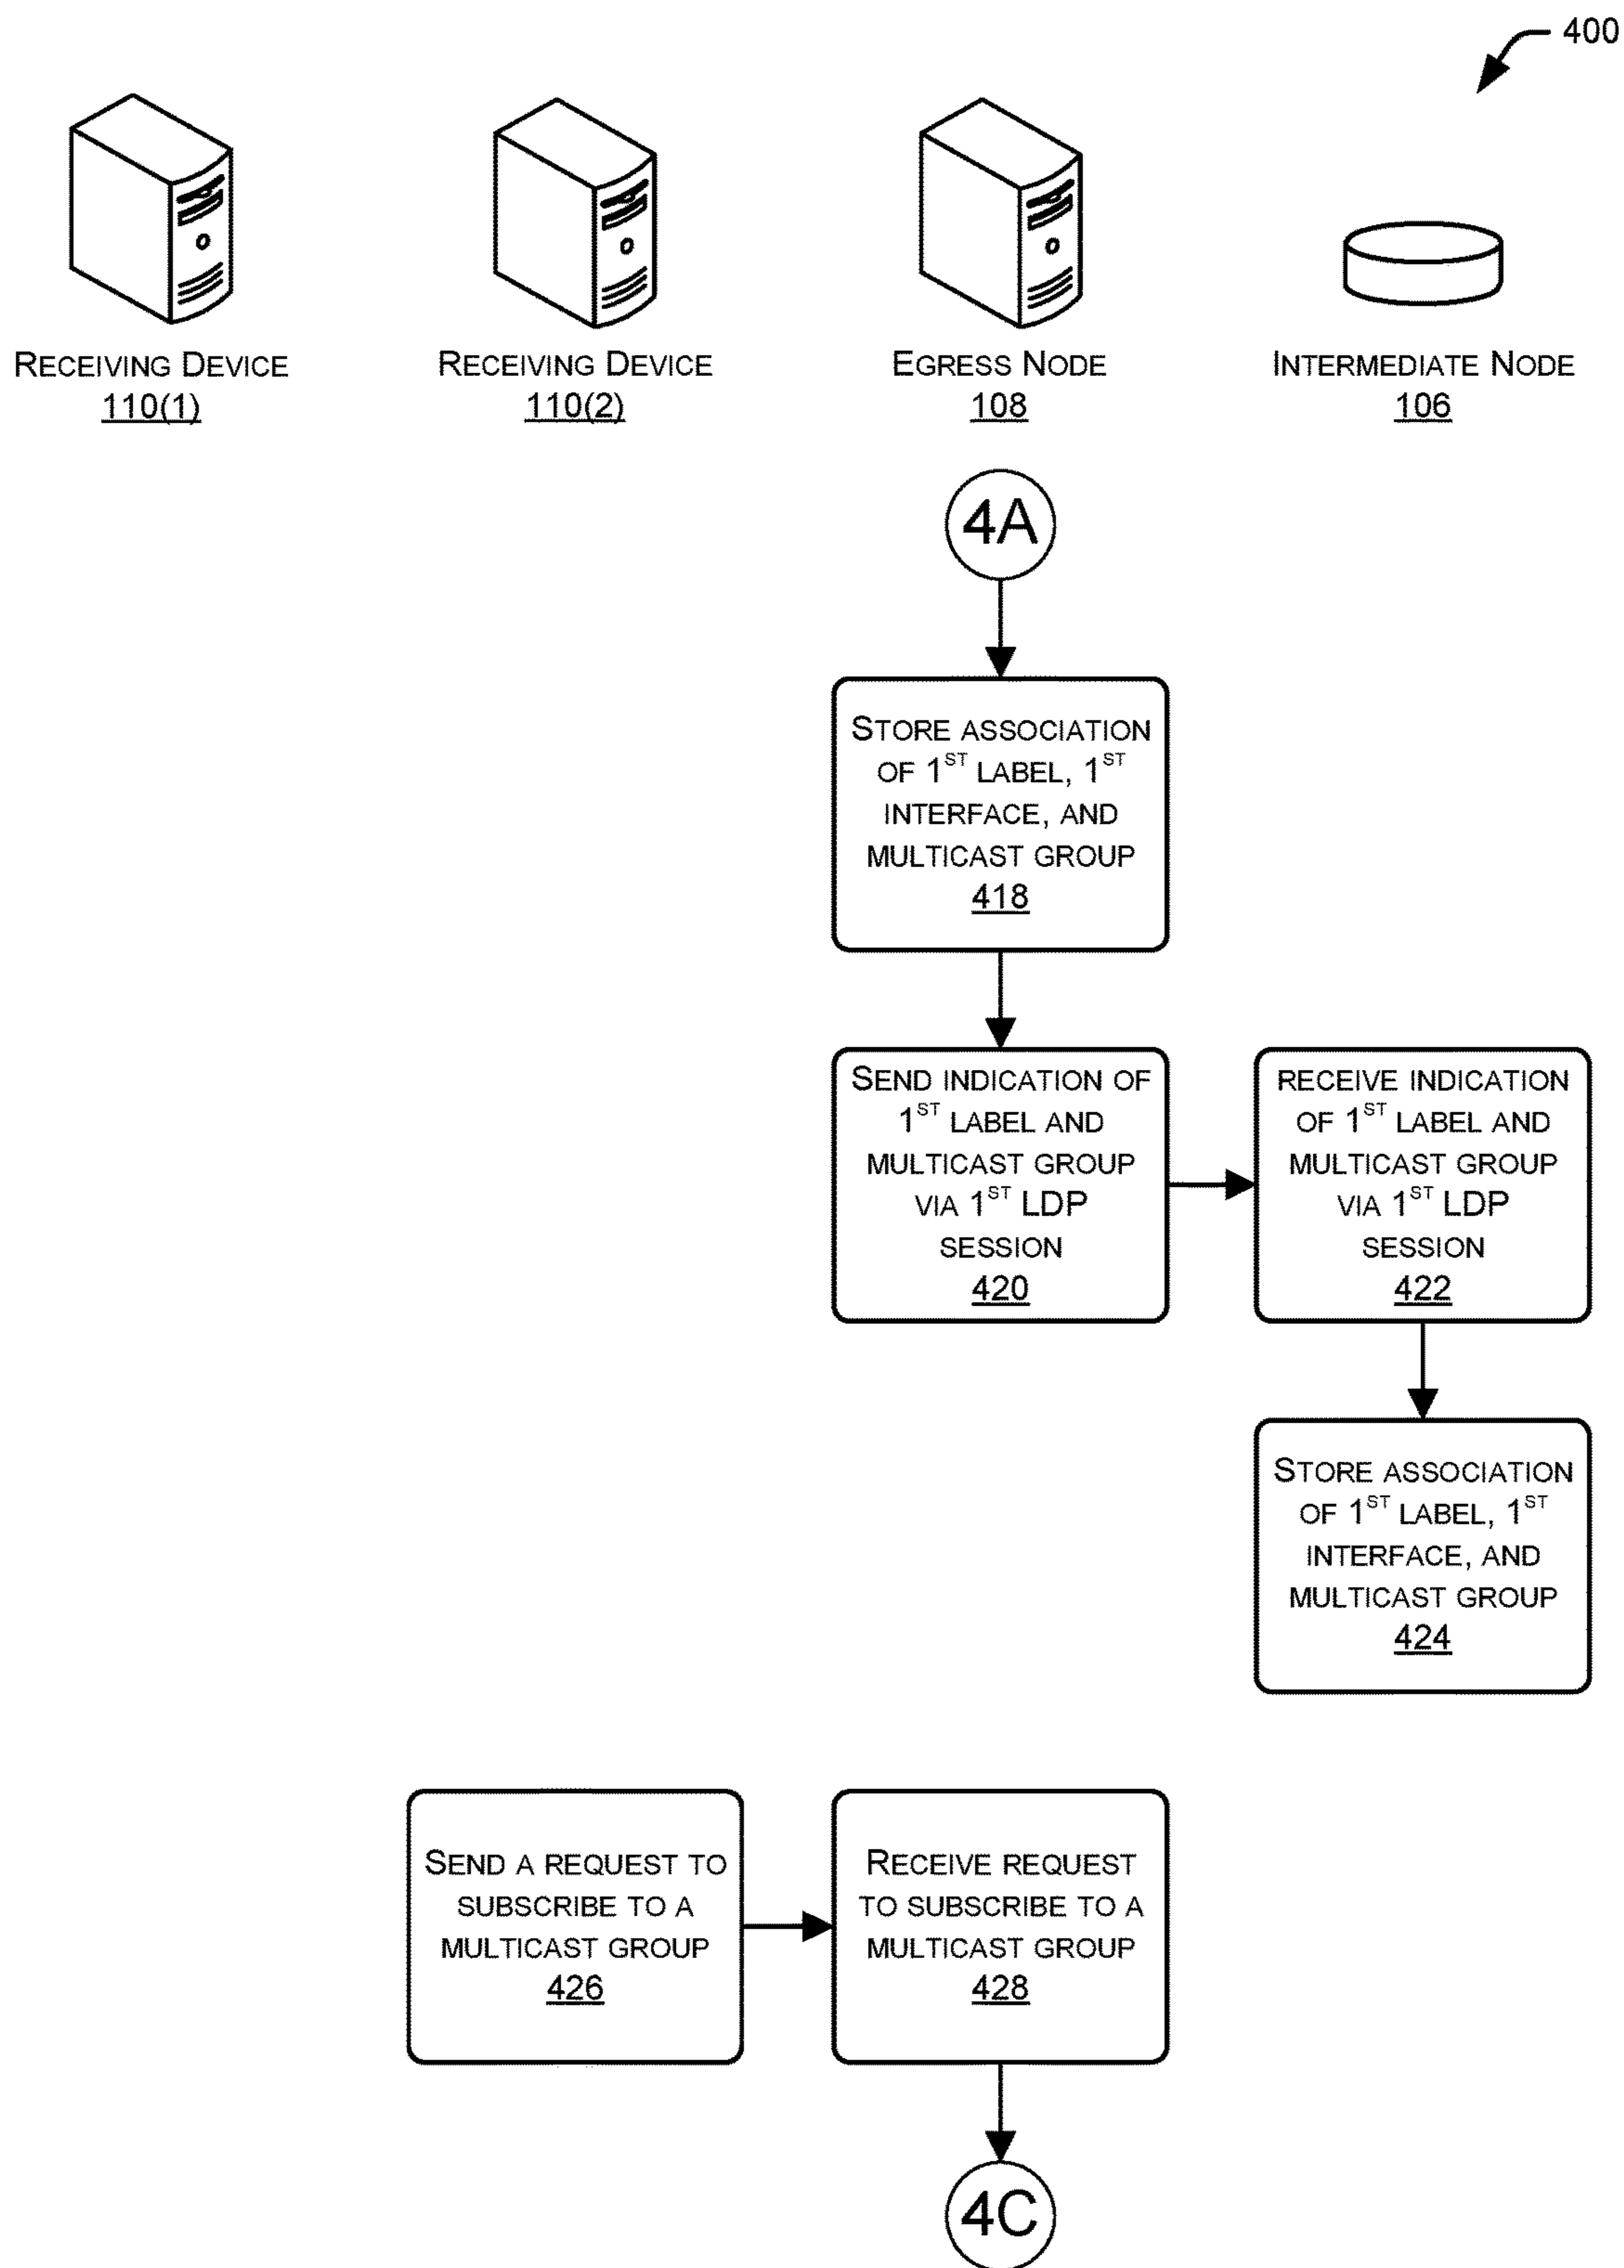 400
RECEIVING DEVICE
110(1)
RECEIVING DEVICE
110(2)
EGRESS NODE
108
INTERMEDIATE NODE
106
4A
STORE ASSOCIATION
OF 1ST LABEL, 1ST
INTERFACE, AND
MULTICAST GROUP
418
SEND INDICATION OF
1ST LABEL AND
MULTICAST GROUP
VIA 1ST LDP
SESSION
420
RECEIVE INDICATION
OF 1ST LABEL AND
MULTICAST GROUP
VIA 1ST LDP
SESSION
422
STORE ASSOCIATION
OF 1ST LABEL, 1ST
INTERFACE, AND
MULTICAST GROUP
424
SEND A REQUEST TO
SUBSCRIBE TO A
MULTICAST GROUP
426
RECEIVE REQUEST
TO SUBSCRIBE TO A
MULTICAST GROUP
428
4C